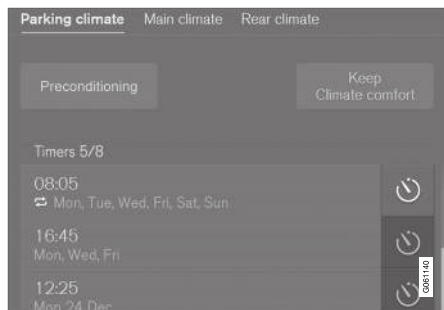 Parking climate Main climate Rear climate
Preconditioning
Keep
Climate comfort
Timers 5/8
08:05
Mon, Tue, Wed, Fri, Sat, Sun
16:45
Mon, Wed, Fri
12:25
Mon 24 Dec
G061140